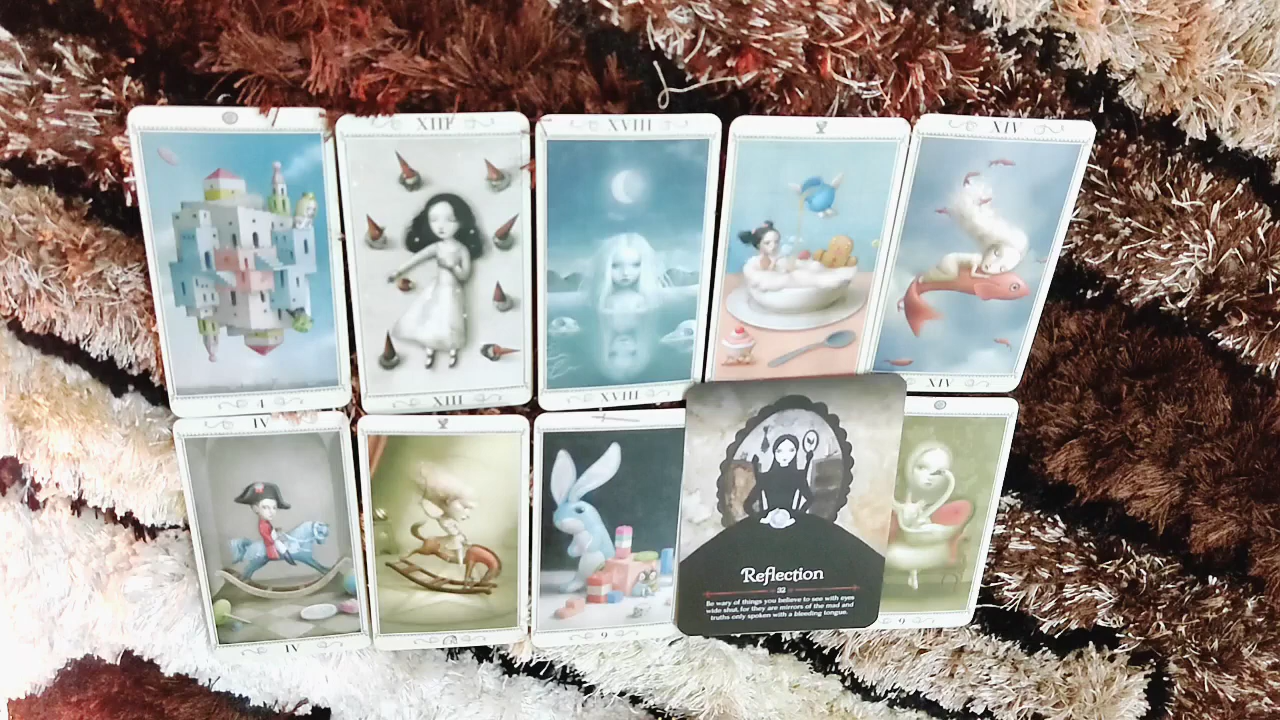 XIII
XVIII
XIV
4
XIII
XVIII
XIV
IV
IV
9
9
Reflection
32
Be wary of things you believe to see with eyes
wide shut, for they are mirrors of the mad and
truths only spoken with a bleeding tongue.